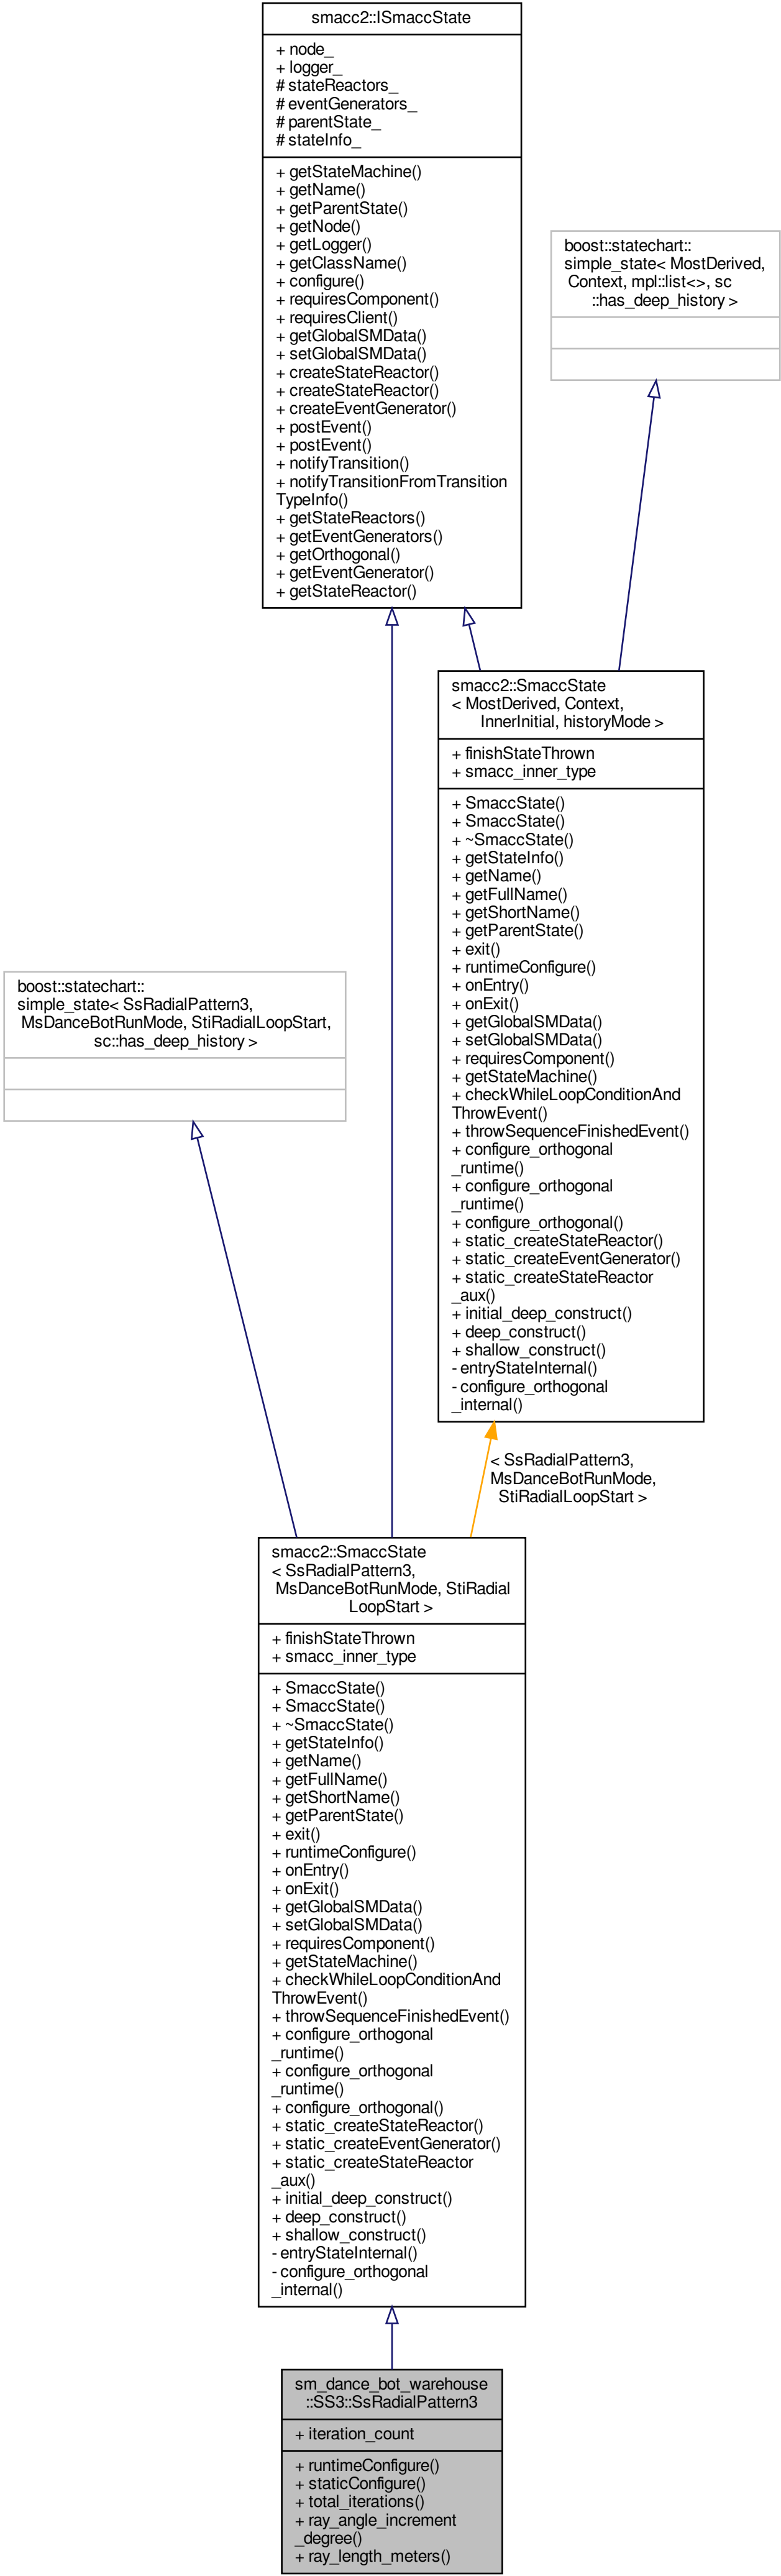 smacc2::ISmaccState
+ node_
+ logger_
# stateReactors_
# eventGenerators_
# parentState_
# stateInfo_
+ getStateMachine()
+ getName()
+ getParentState()
+ getNode()
+ getLogger()
+ getClassName()
+ configure()
+ requiresComponent()
+ requiresClient()
+ getGlobalSMData()
+ setGlobalSMData()
+ createStateReactor()
+ createStateReactor()
+ createEventGenerator()
+ postEvent()
+ postEvent()
+ notifyTransition()
+ notifyTransitionFromTransition
TypeInfo()
+ getStateReactors()
+ getEventGenerators()
+ getOrthogonal()
+ getEventGenerator()
+ getStateReactor()
boost::statechart::
simple_state< MostDerived,
Context, mpl::list<>, sc
::has_deep_history >
smacc2::SmaccState
< MostDerived, Context,
InnerInitial, historyMode >
+ finishStateThrown
+ smacc_inner_type
+ SmaccState()
+ SmaccState()
+ ~SmaccState()
+ getStateInfo()
+ getName()
+ getFullName()
+ getShortName()
+ getParentState()
+ exit()
+ runtimeConfigure()
+ onEntry()
+ onExit()
+ getGlobalSMData()
+ setGlobalSMData()
+ requiresComponent()
+ getStateMachine()
+ checkWhileLoopConditionAnd
ThrowEvent()
+ throwSequenceFinishedEvent()
+ configure_orthogonal
_runtime()
+ configure_orthogonal
_runtime()
+ configure_orthogonal()
+ static_createStateReactor()
+ static_createEventGenerator()
+ static_createStateReactor
_aux()
+ initial_deep_construct()
+ deep_construct()
+ shallow_construct()
- entryStateInternal()
- configure_orthogonal
_internal()
boost::statechart::
simple_state< SsRadialPattern3,
MsDanceBotRunMode, StiRadialLoopStart,
sc::has_deep_history >
< SsRadialPattern3,
MsDanceBotRunMode,
StiRadialLoopStart >
smacc2::SmaccState
< SsRadialPattern3,
MsDanceBotRunMode, StiRadial
LoopStart >
+ finishStateThrown
+ smacc_inner_type
+ SmaccState()
+ SmaccState()
+ ~SmaccState()
+ getStateInfo()
+ getName()
+ getFullName()
+ getShortName()
+ getParentState()
+ exit()
+ runtimeConfigure()
+ onEntry()
+ onExit()
+ getGlobalSMData()
+ setGlobalSMData()
+ requiresComponent()
+ getStateMachine()
+ checkWhileLoopConditionAnd
ThrowEvent()
+ throwSequenceFinishedEvent()
+ configure_orthogonal
_runtime()
+ configure_orthogonal
_runtime()
+ configure_orthogonal()
+ static_createStateReactor()
+ static_createEventGenerator()
+ static_createStateReactor
_aux()
+ initial_deep_construct()
+ deep_construct()
+ shallow_construct()
- entryStateInternal()
- configure_orthogonal
_internal()
sm_dance_bot_warehouse
::SS3::SsRadialPattern3
+ iteration_count
+ runtimeConfigure()
+ staticConfigure()
+ total_iterations()
+ ray_angle_increment
_degree()
+ ray_length_meters()